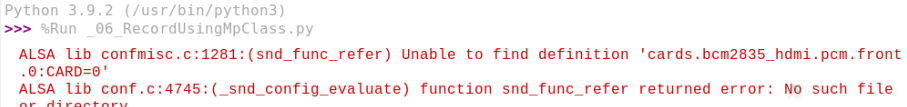 Python 3.9.2 (/usr/bin/python3)
>>> %Run _06_RecordUsingMpClass.py
ALSA lib confmisc.c:1281:(snd_func_refer) Unable to find definition 'cards.bcm2835_hdmi.pcm.front
.0:CARD=0'
ALSA lib conf.c:4745:(_snd_config_evaluate) function snd_func_refer returned error: No such file
or directory